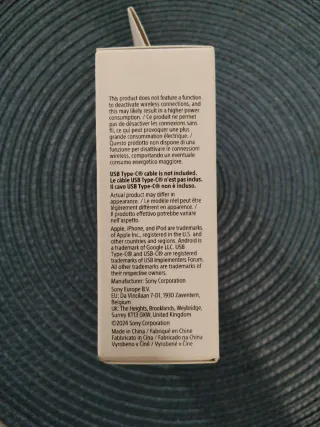 This product does not feature a function
to deactivate wireless connections, and
this may likely result in a higher power
consumption. / Ce produit ne permet
pas de désactiver les connexions sans
fil, ce qui peut provoquer une plus
grande consommation électrique. /
Questo prodotto non dispone di una
funzione per disattivare le connessioni
wireless, comportando un eventuale
consumo energetico maggiore.
USB Type-C® cable is not included.
Le câble USB Type-C® n'est pas inclus.
Il cavo USB Type-C® non è incluso.
Actual product may differ in
appearance. / Le modèle réel peut être
légèrement différent en apparence. /
Il prodotto effettivo potrebbe variare
nell'aspetto.
Apple, iPhone, and iPod are trademarks
of Apple Inc., registered in the U.S. and
other countries and regions. Android is
a trademark of Google LLC. USB
Type-C® and USB-C® are registered
trademarks of USB Implementers Forum.
All other trademarks are trademarks of
their respective owners.
Manufacturer: Sony Corporation
Sony Europe B.V.
EU: Da Vincilaan 7-D1, 1930 Zaventem,
Belgium
UK: The Heights, Brooklands, Weybridge,
Surrey KT13 0XW, United Kingdom
©2024 Sony Corporation
Made in China / Fabriqué en Chine
Fabbricato in Cina / Fabricado na China
Vyrobeno v Číně / Vyrobené v Číne